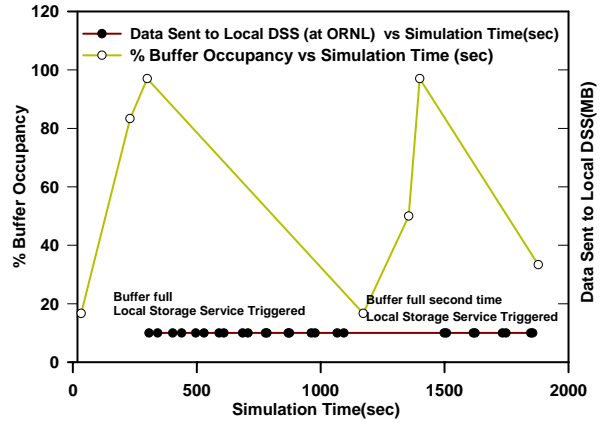 Data Sent to Local DSS (at ORNL)  vs Simulation Time(sec)
% Buffer Occupancy vs Simulation Time (sec)
% Buffer Occupancy
120
100
80
60
40
20
0
Buffer full
Local Storage Service Triggered
Buffer full second time
Local Storage Service Triggered
Data Sent to Local DSS(MB)
0
500
1000
1500
2000
Simulation Time(sec)